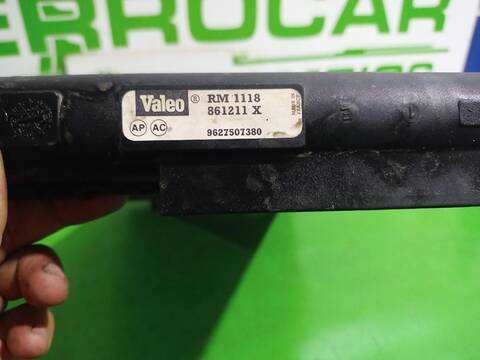 ERROCAR
Valeo ® RM 1118
861211 X
AP AC
9627507380